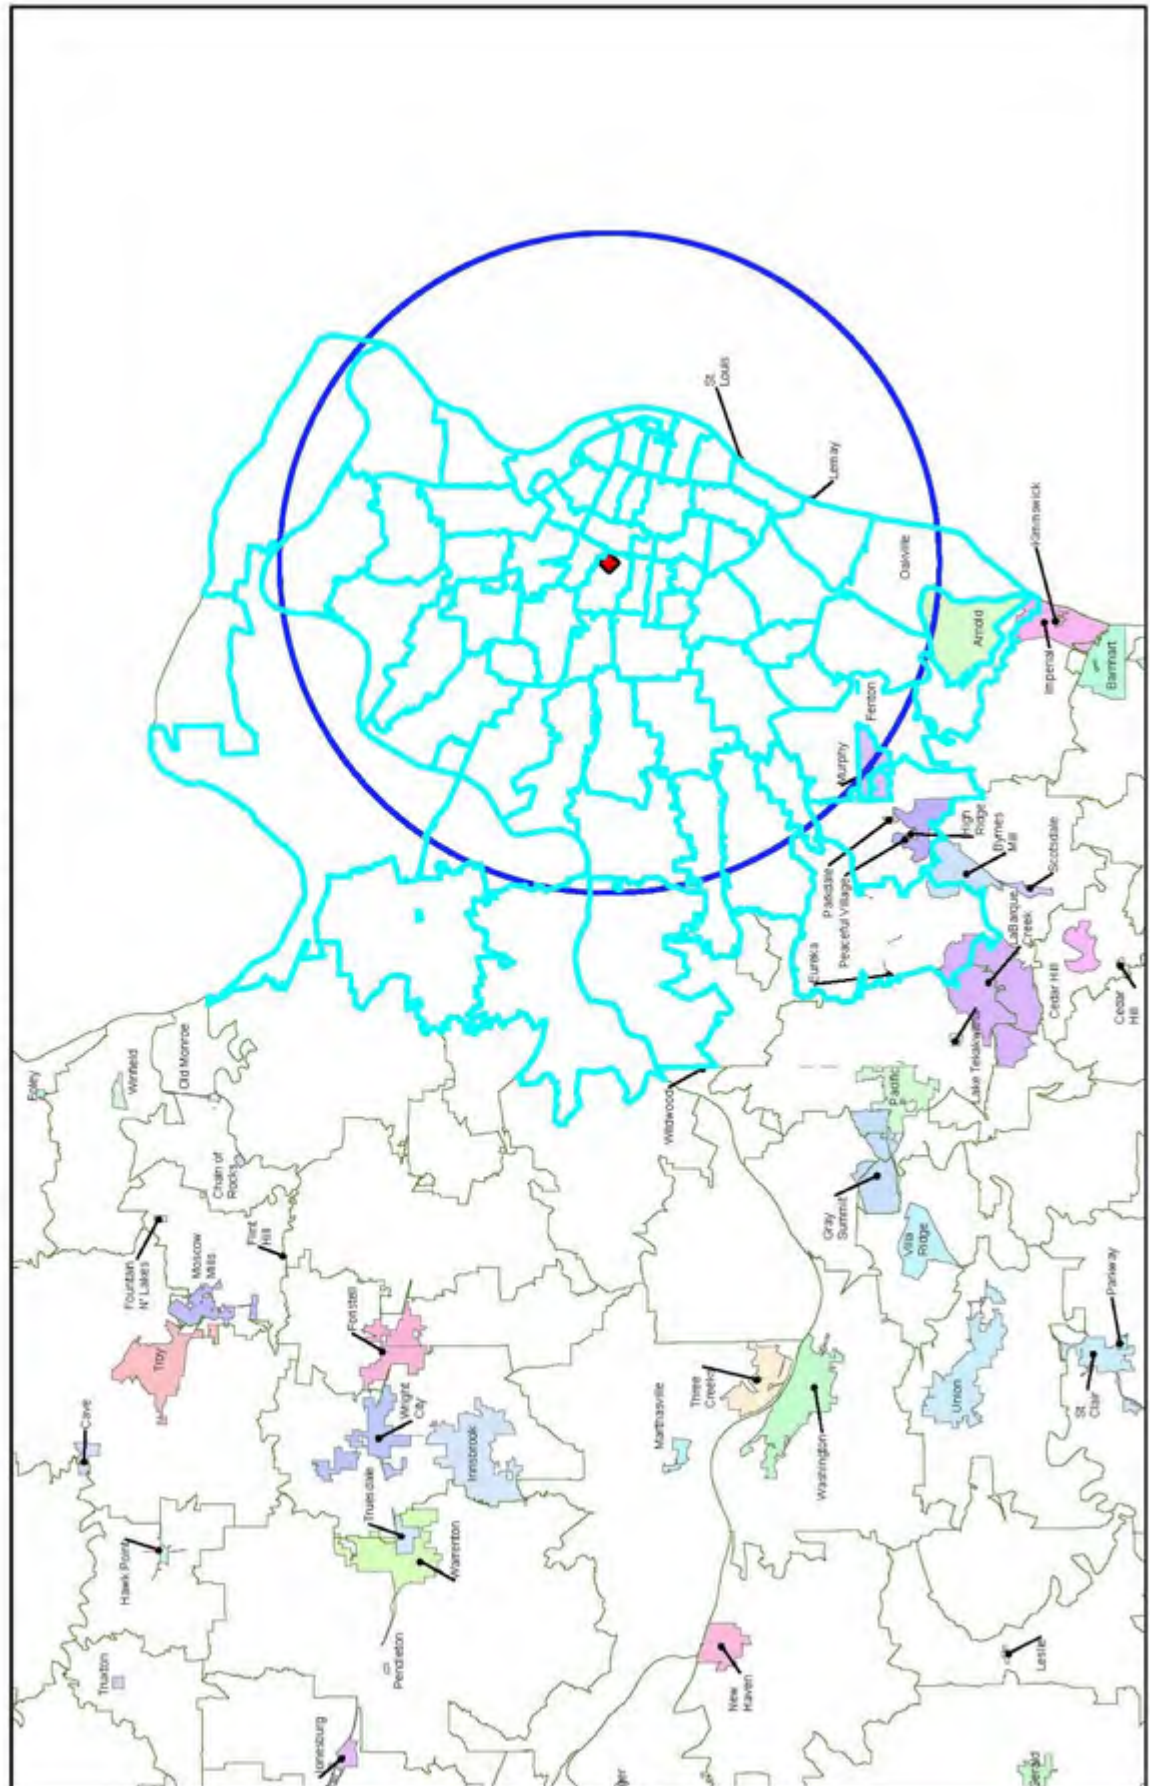 St.
Louis
Lemay
Oakville
Kimmswick
Arnold
Imperial
Barnhart
Fenton
Murphy
High
Ridge
Byrnes
Mill
Scotsdale
Parkdale
Peaceful Village
LaBarque
Creek
Eureka
Cedar Hill
Cedar
Hill
Lake Tekakwitha
Pacific
Wildwood
Gray
Summit
Villa
Ridge
Parkway
St
Clair
Union
Foley
Winfield
Old Monroe
Chain of
Rocks
Flint
Hill
Fountain
N' Lakes
Moscow
Mills
Troy
Foristell
Cave
Wright
City
Innsbrook
Truesdale
Warrenton
Hawk Point
Pendleton
Truxton
Jonesburg
Three
Creeks
Marthasville
Washington
New
Haven
Leslie
Gerald
ger